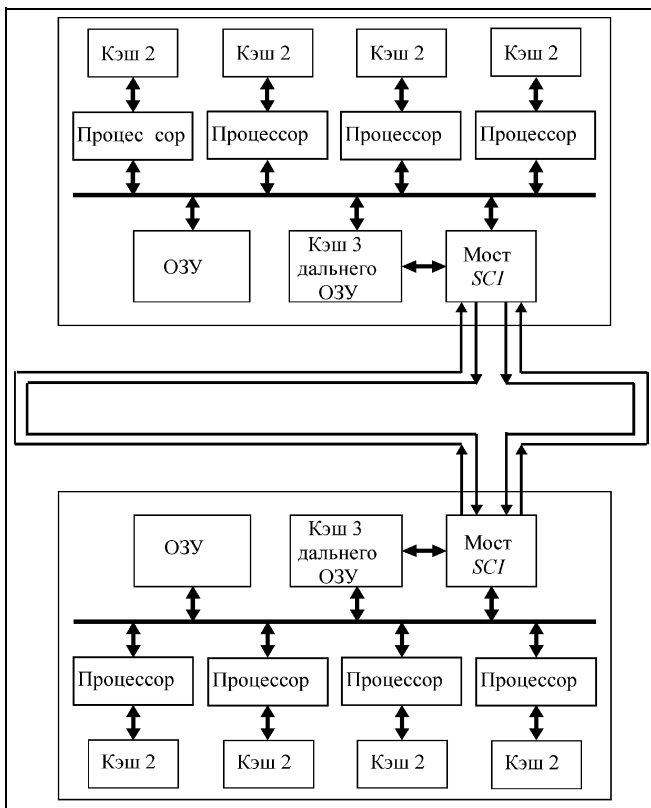 Кэш 2 Кэш 2 Кэш 2 Кэш 2
Процес сор Процессор Процессор Процессор
ОЗУ
Кэш 3
дальнего
ОЗУ
Мост
SCI
ОЗУ
Кэш 3
дальнего
ОЗУ
Мост
SCI
Процессор Процессор Процессор Процессор
Кэш 2 Кэш 2 Кэш 2 Кэш 2